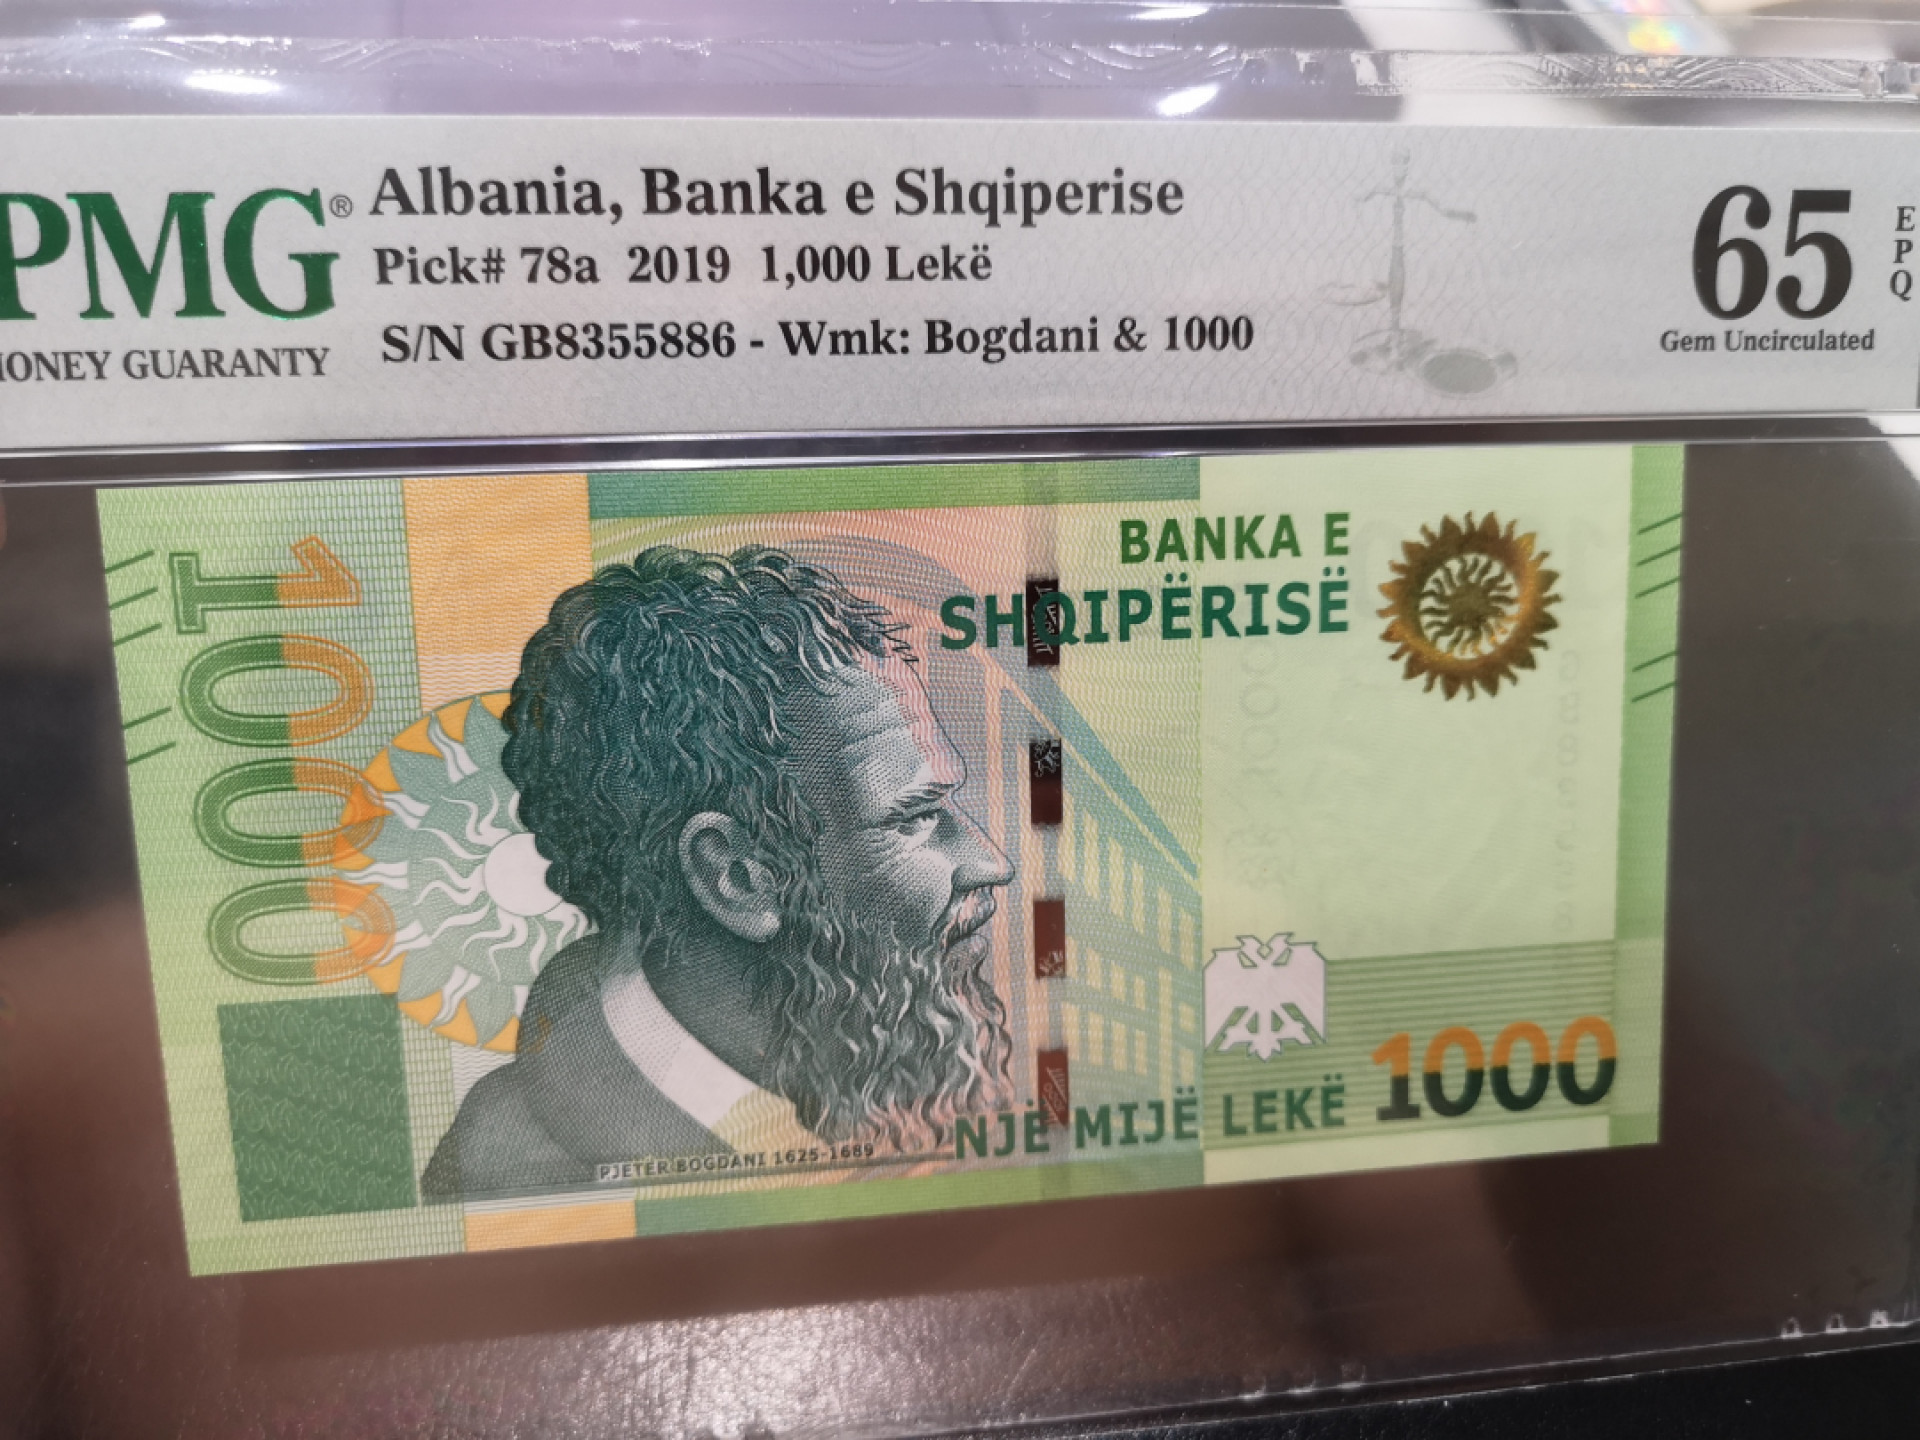 PMG®
MONEY GUARANTY
Albania, Banka e Shqiperise
Pick# 78a 2019 1,000 Lekë
S/N GB8355886 - Wmk: Bogdani & 1000
65
EPQ
Gem Uncirculated
1000
BANKA E
SHQIPËRISË
NJË MIJË LEKË 1000
PJETER BOGDANI 1625-1689